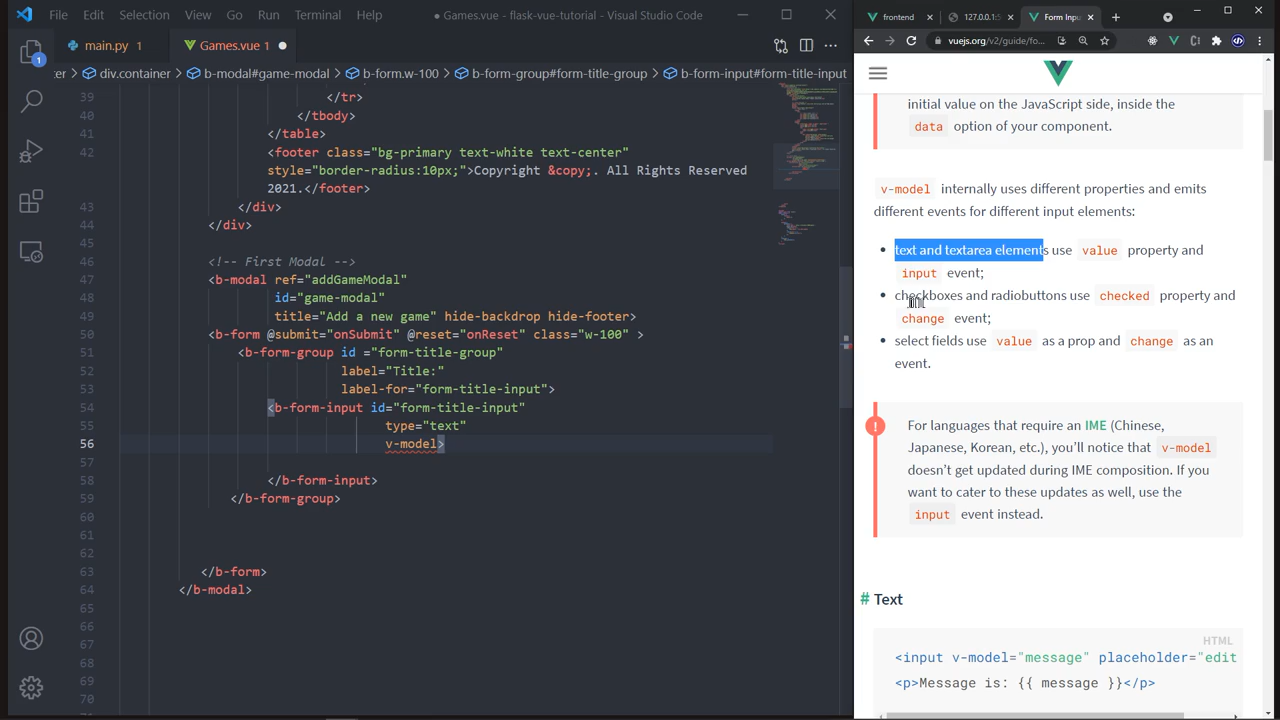 File Edit Selection View Go Run Terminal Help ● Games.vue - flask-vue-tutorial - Visual Studio Code
main.py 1 Games.vue 1
ter > div.container > b-modal#game-modal > b-form.w-100 > b-form-group#form-title-group > b-form-input#form-title-input
39 </tr>
40 </tbody>
41 </table>
42 <footer class="bg-primary text-white text-center"
style="border-radius:10px;">Copyright &copy;. All Rights Reserved
2021.</footer>
43 </div>
44 </div>
45
46 <!-- First Modal -->
47 <b-modal ref="addGameModal"
48 id="game-modal"
49 title="Add a new game" hide-backdrop hide-footer>
50 <b-form @submit="onSubmit" @reset="onReset" class="w-100" >
51 <b-form-group id ="form-title-group"
52 label="Title:"
53 label-for="form-title-input">
54 <b-form-input id="form-title-input"
55 type="text"
56 v-model>
57
58 </b-form-input>
59 </b-form-group>
60
61
62
63 </b-form>
64 </b-modal>
65
66
67
68
69
70
1
frontend 127.0.0.1:5 Form Inpu
vuejs.org/v2/guide/fo...
initial value on the JavaScript side, inside the
data option of your component.
v-model internally uses different properties and emits
different events for different input elements:
• text and textarea elements use value property and
input event;
• checkboxes and radiobuttons use checked property and
change event;
• select fields use value as a prop and change as an
event.
! For languages that require an IME (Chinese,
Japanese, Korean, etc.), you'll notice that v-model
doesn't get updated during IME composition. If you
want to cater to these updates as well, use the
input event instead.
# Text
HTML
<input v-model="message" placeholder="edit
<p>Message is: {{ message }}</p>